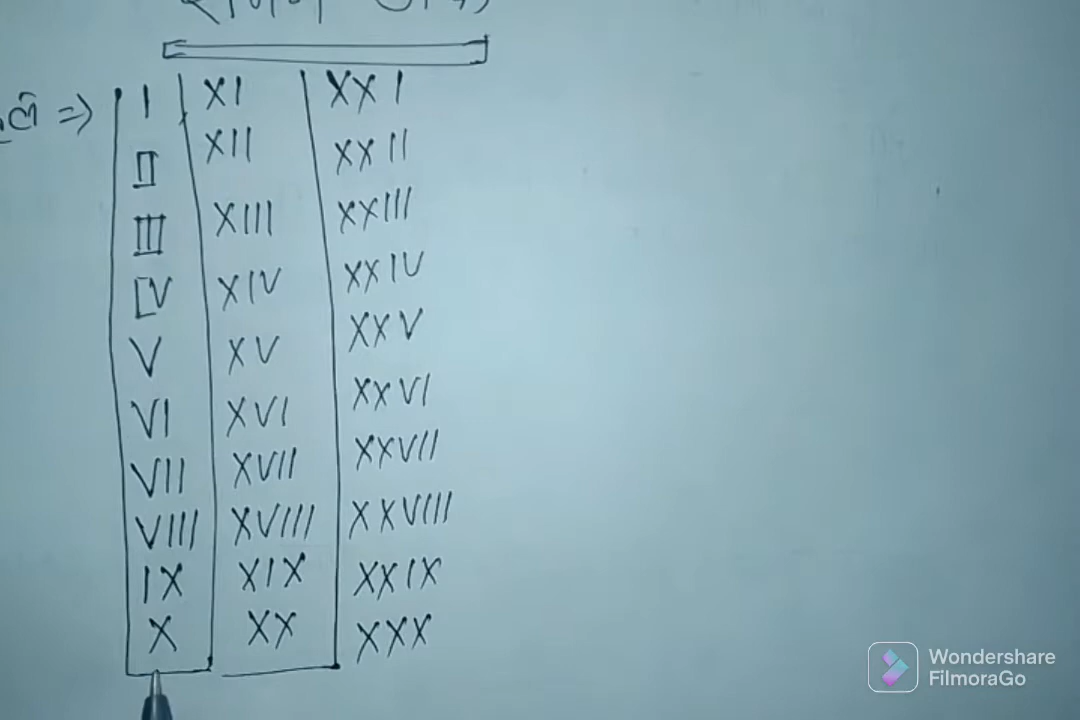 I XI XXI
II XII XXII
III XIII XXIII
IV XIV XXIV
V XV XXV
VI XVI XXVI
VII XVII XXVII
VIII XVIII XXVIII
IX XIX XXIX
X XX XXX
Wondershare
FilmoraGo